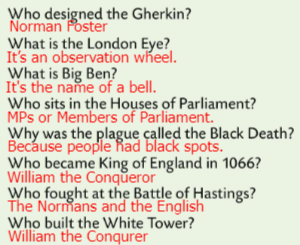 Who designed the Gherkin?
Norman Foster
What is the London Eye?
It's an observation wheel.
What is Big Ben?
It's the name of a bell.
Who sits in the Houses of Parliament?
MPs or Members of Parliament.
Why was the plague called the Black Death?
Because people had black spots.
Who became King of England in 1066?
William the Conqueror
Who fought at the Battle of Hastings?
The Normans and the English
Who built the White Tower?
William the Conqurer